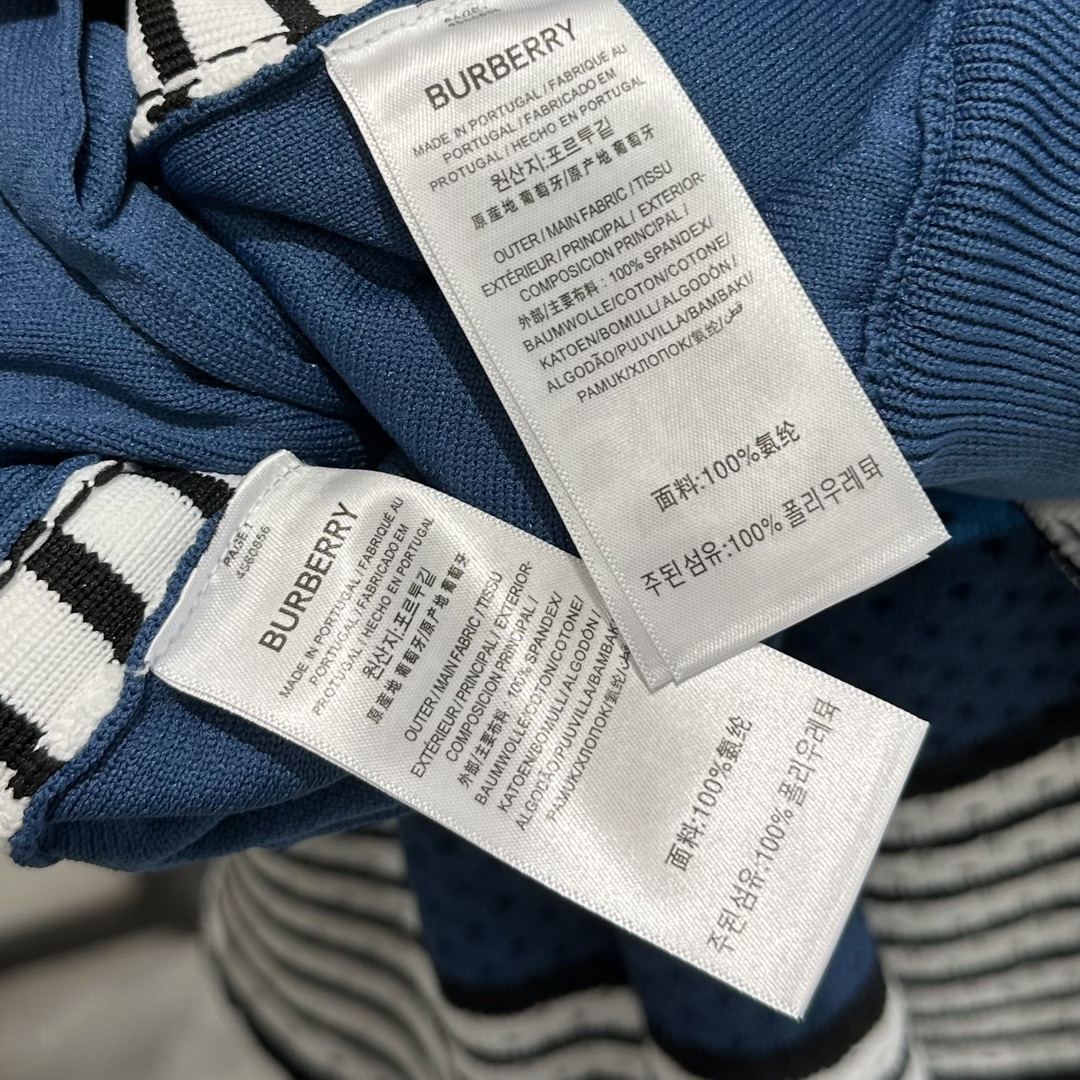 BURBERRY
MADE IN PORTUGAL / FABRIQUÉ AU
PORTUGAL / FABRICADO EM
PROTUGAL / HECHO EN PORTUGAL
원산지:포르투길
原産地 葡萄牙/原产地 葡萄牙
OUTER / MAIN FABRIC / TISSU
EXTÉRIEUR / PRINCIPAL / EXTERIOR-
COMPOSICION PRINCIPAL /
外部/主要布料 : 100% SPANDEX/
BAUMWOLLE/COTON/COTONE/
KATOEN/BOMULL/ALGODÓN /
ALGODÃO/PUUVILLA/BAMBAKI/
PAMUK/ХЛОПОК/氨纶/قطن
面料:100%氨纶
주된섬유:100% 폴리우레탄
PAGE 1
4560856
BURBERRY
MADE IN PORTUGAL / FABRIQUÉ AU
PORTUGAL / FABRICADO EM
PROTUGAL / HECHO EN PORTUGAL
원산지:포르투길
原産地 葡萄牙/原产地 葡萄牙
OUTER / MAIN FABRIC / TISSU
EXTÉRIEUR / PRINCIPAL / EXTERIOR-
COMPOSICION PRINCIPAL /
外部/主要布料 : 100% SPANDEX/
BAUMWOLLE/COTON/COTONE/
KATOEN/BOMULL/ALGODÓN /
ALGODÃO/PUUVILLA/BAMBAK
PAMUK/ХЛОПОК/氨纶/
面料:100%氨纶
주된섬유:100% 폴리우레탄